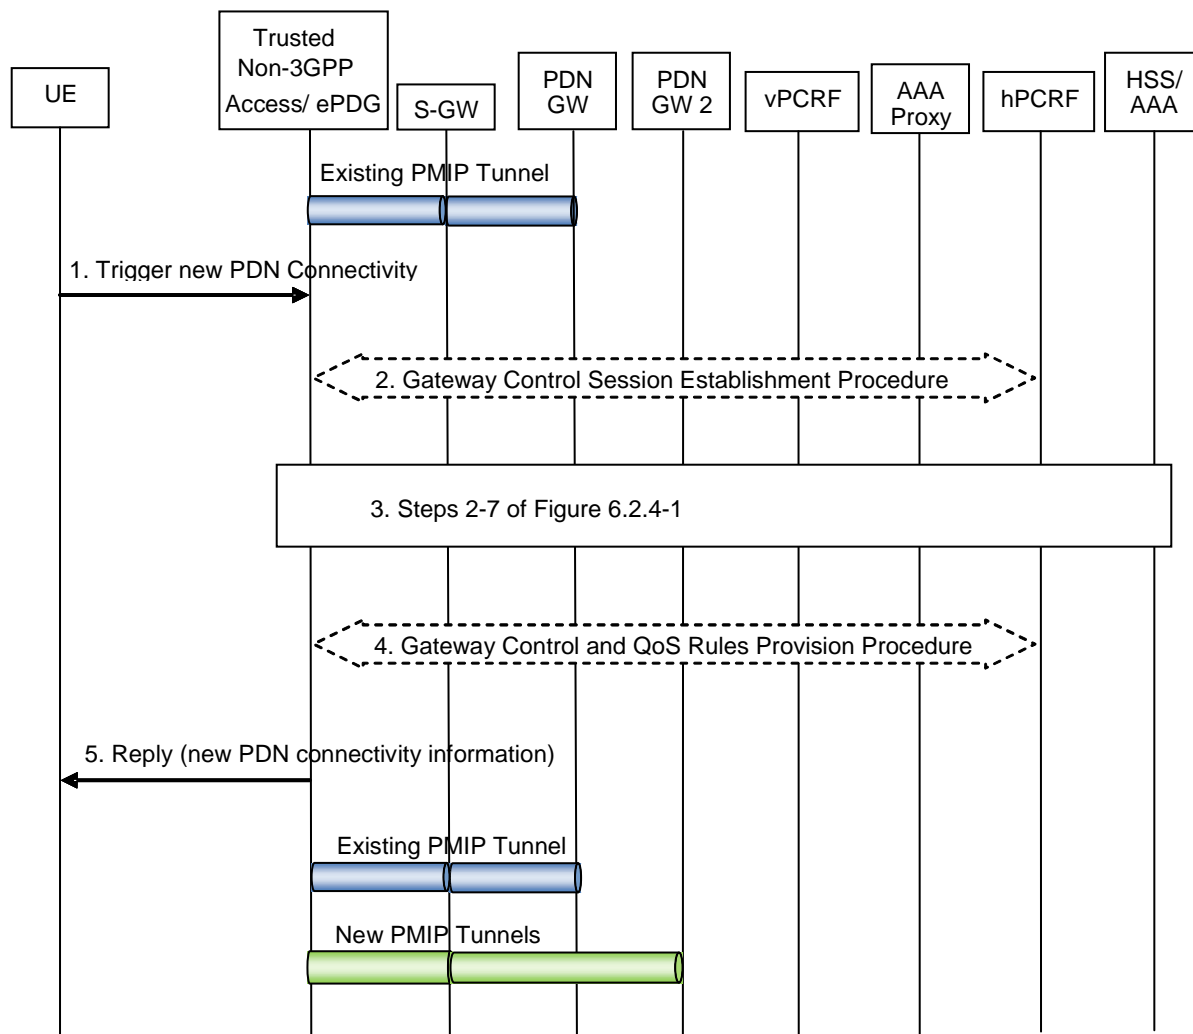 UE
Trusted
Non-3GPP
Access/ ePDG
S-GW
PDN
GW
PDN
GW 2
vPCRF
AAA
Proxy
hPCRF
HSS/
AAA
Existing PMIP Tunnel
1. Trigger new PDN Connectivity
2. Gateway Control Session Establishment Procedure
3. Steps 2-7 of Figure 6.2.4-1
4. Gateway Control and QoS Rules Provision Procedure
5. Reply (new PDN connectivity information)
Existing PMIP Tunnel
New PMIP Tunnels